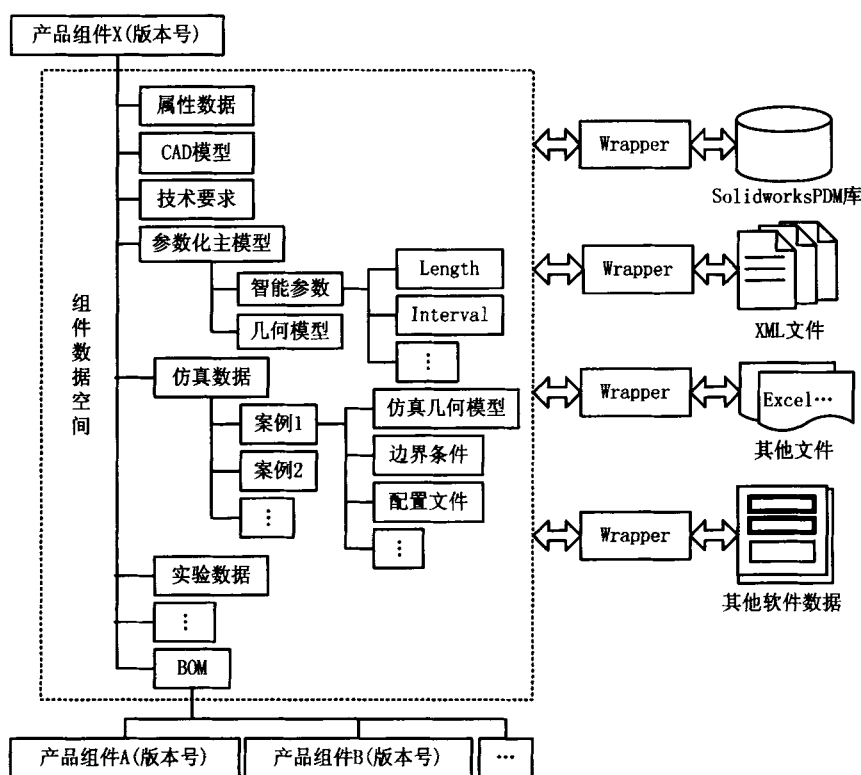 产品组件X(版本号)
属性数据
CAD模型
技术要求
参数化主模型
智能参数
Length
Interval
⋮
几何模型
组件数据空间
仿真数据
案例1
仿真几何模型
边界条件
配置文件
⋮
案例2
⋮
实验数据
⋮
BOM
产品组件A(版本号)
产品组件B(版本号)
…
Wrapper
SolidworksPDM库
Wrapper
XML文件
Wrapper
Excel…
其他文件
Wrapper
其他软件数据